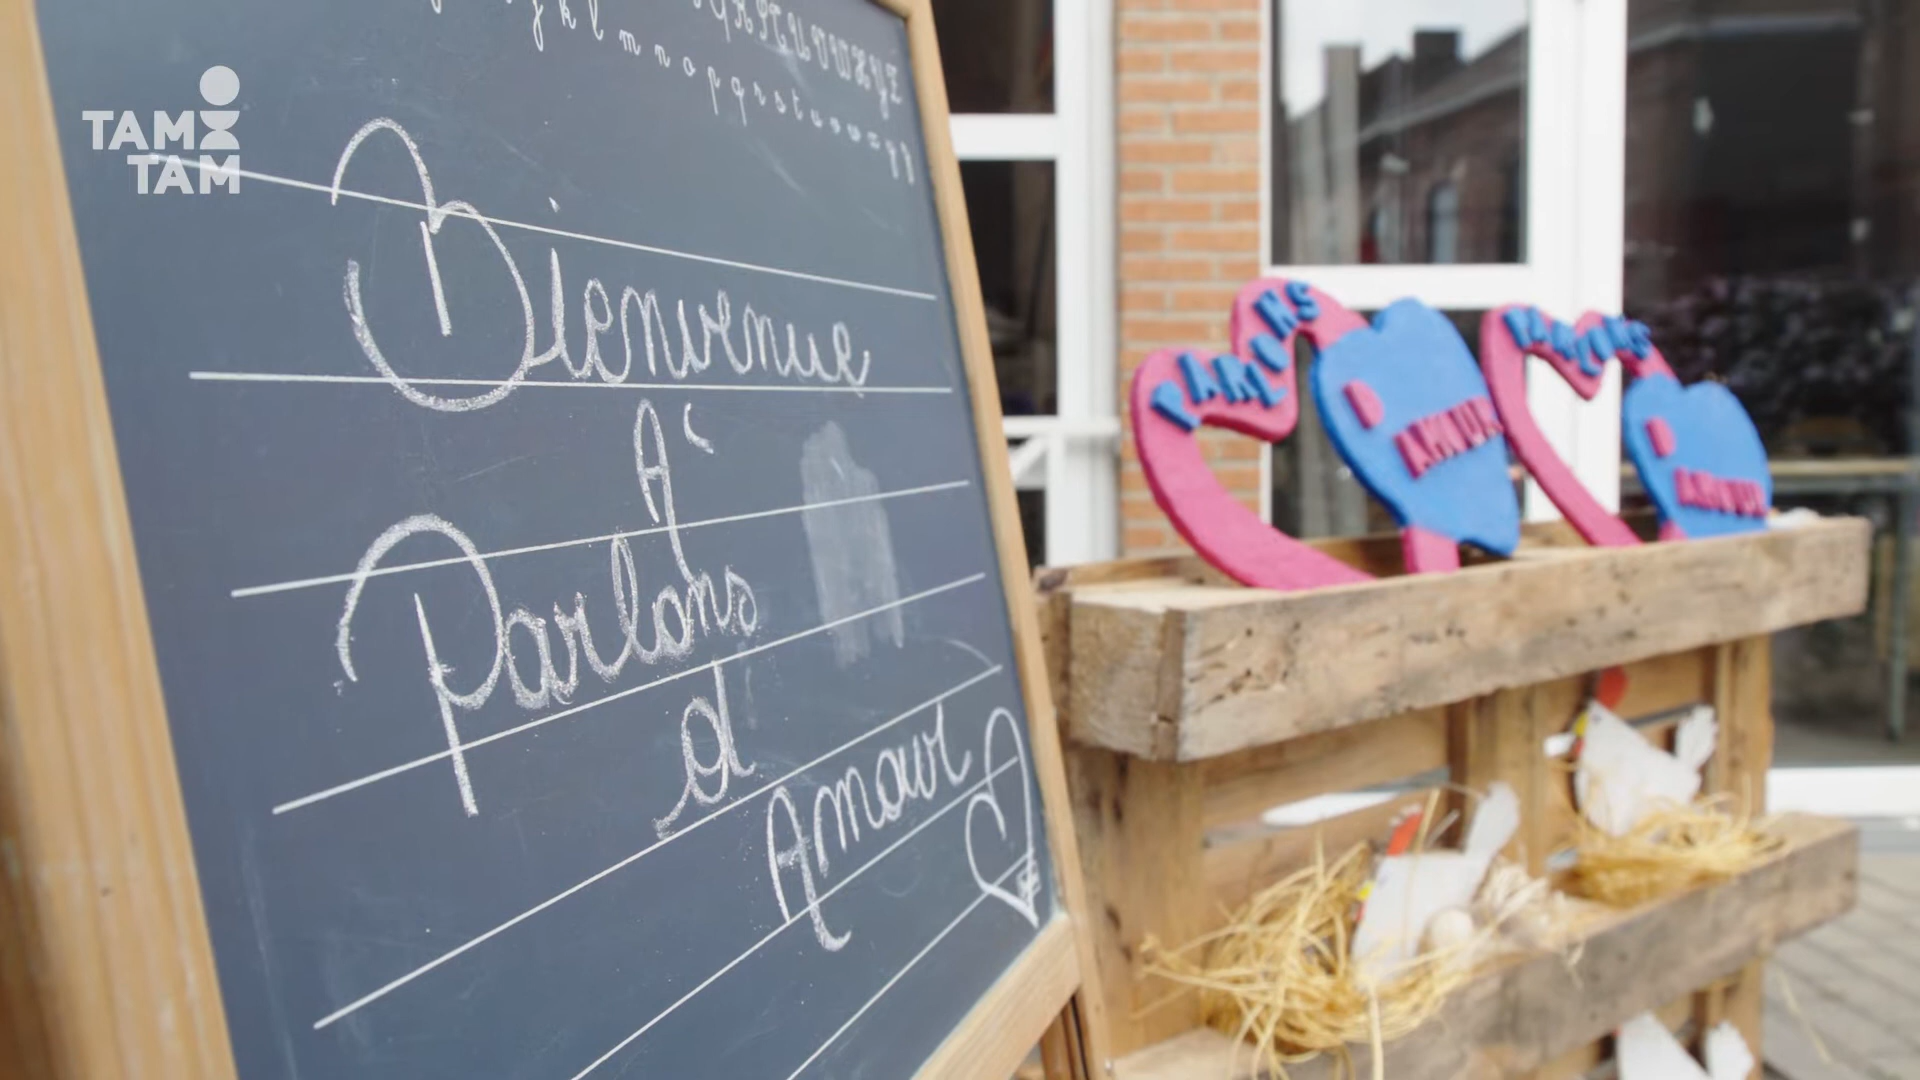 TAM
TAM
j k l m n o p q r s t u v w x y z
Bienvenue
À
Parlons
d
Amour
PARLONS
D
AMOUR
PARLONS
D
AMOUR